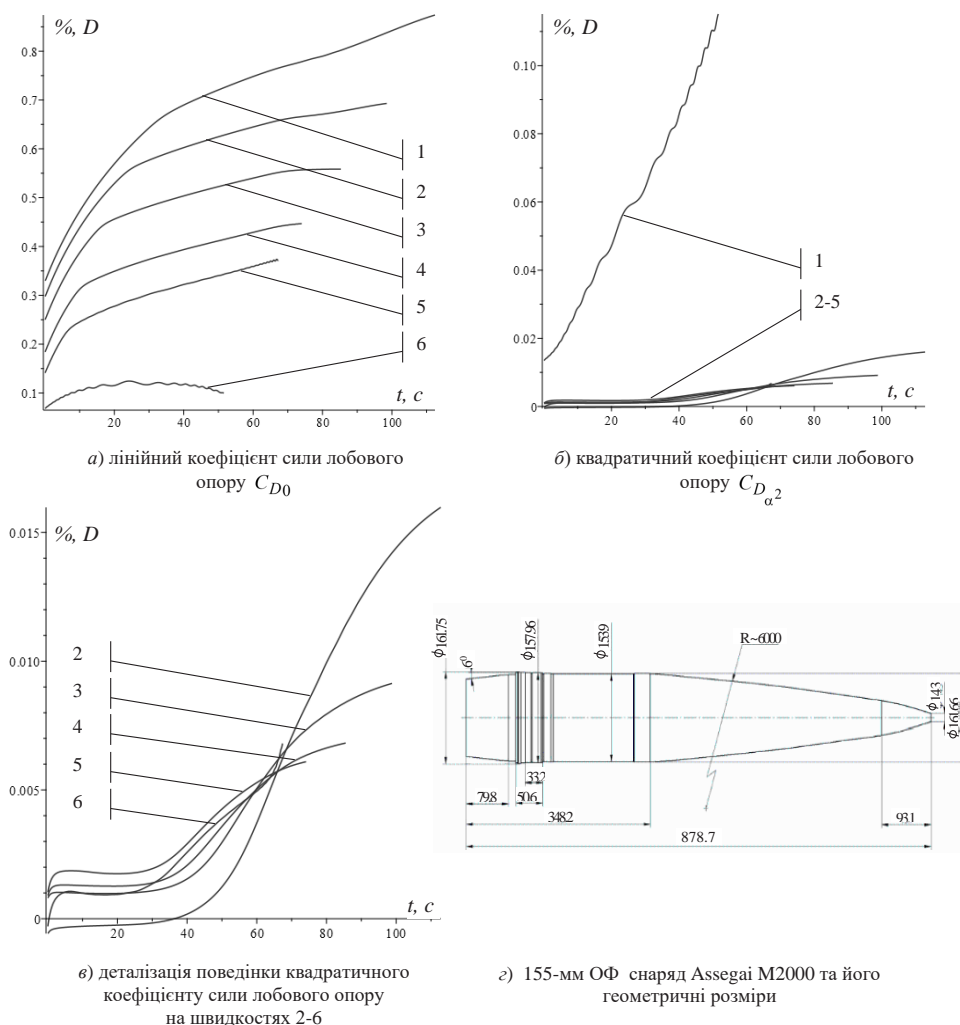 %, D
0.8
0.7
0.6
0.5
0.4
0.3
0.2
0.1
1
2
3
4
5
6
t, c
20 40 60 80 100
а) лінійний коефіцієнт сили лобового
опору C_D0
%, D
0.10
0.08
0.06
0.04
0.02
0
1
2-5
t, c
20 40 60 80 100
б) квадратичний коефіцієнт сили лобового
опору C_Dα2
%, D
0.015
0.010
0.005
0
2
3
4
5
6
t, c
20 40 60 80 100
в) деталізація поведінки квадратичного
коефіцієнту сили лобового опору
на швидкостях 2-6
ϕ161.75
6°
ϕ157.96
ϕ153.9
R~6000
ϕ14.3
33.2
79.8
50.6
348.2
93.1
878.7
г) 155-мм ОФ снаряд Assegai M2000 та його
геометричні розміри